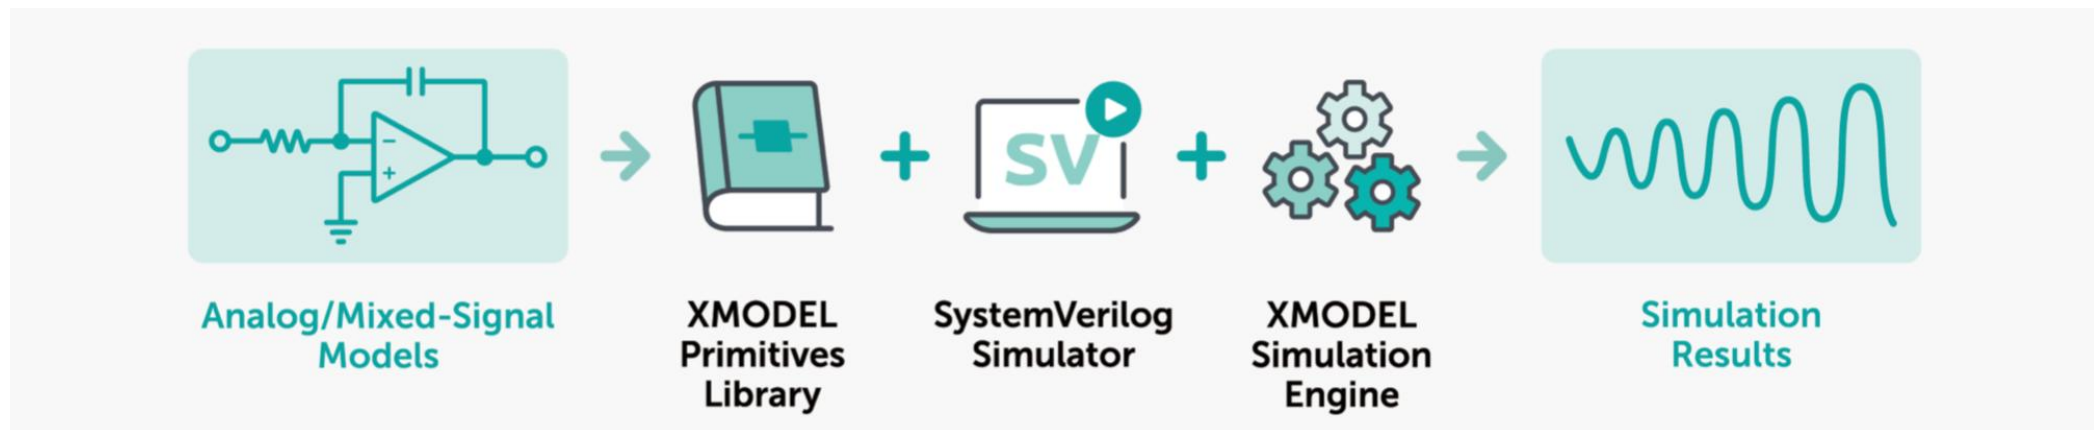 SV
Analog/Mixed-Signal
Models
XMODEL
Primitives
Library
SystemVerilog
Simulator
XMODEL
Simulation
Engine
Simulation
Results